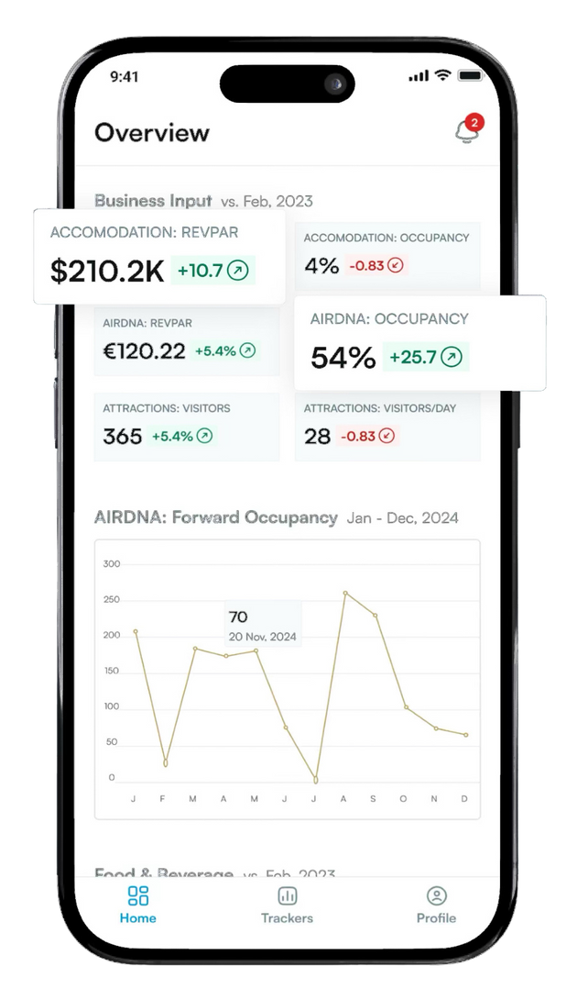 9:41
Overview
2
Business Input vs. Feb, 2023
ACCOMODATION: REVPAR
$210.2K +10.7
ACCOMODATION: OCCUPANCY
4% -0.83
AIRDNA: REVPAR
€120.22 +5.4%
AIRDNA: OCCUPANCY
54% +25.7
ATTRACTIONS: VISITORS
365 +5.4%
ATTRACTIONS: VISITORS/DAY
28 -0.83
AIRDNA: Forward Occupancy Jan - Dec, 2024
300
250
200
150
100
50
0
70
20 Nov, 2024
J F M A M J J A S O N D
Food & Beverage vs. Feb, 2023
Home
Trackers
Profile